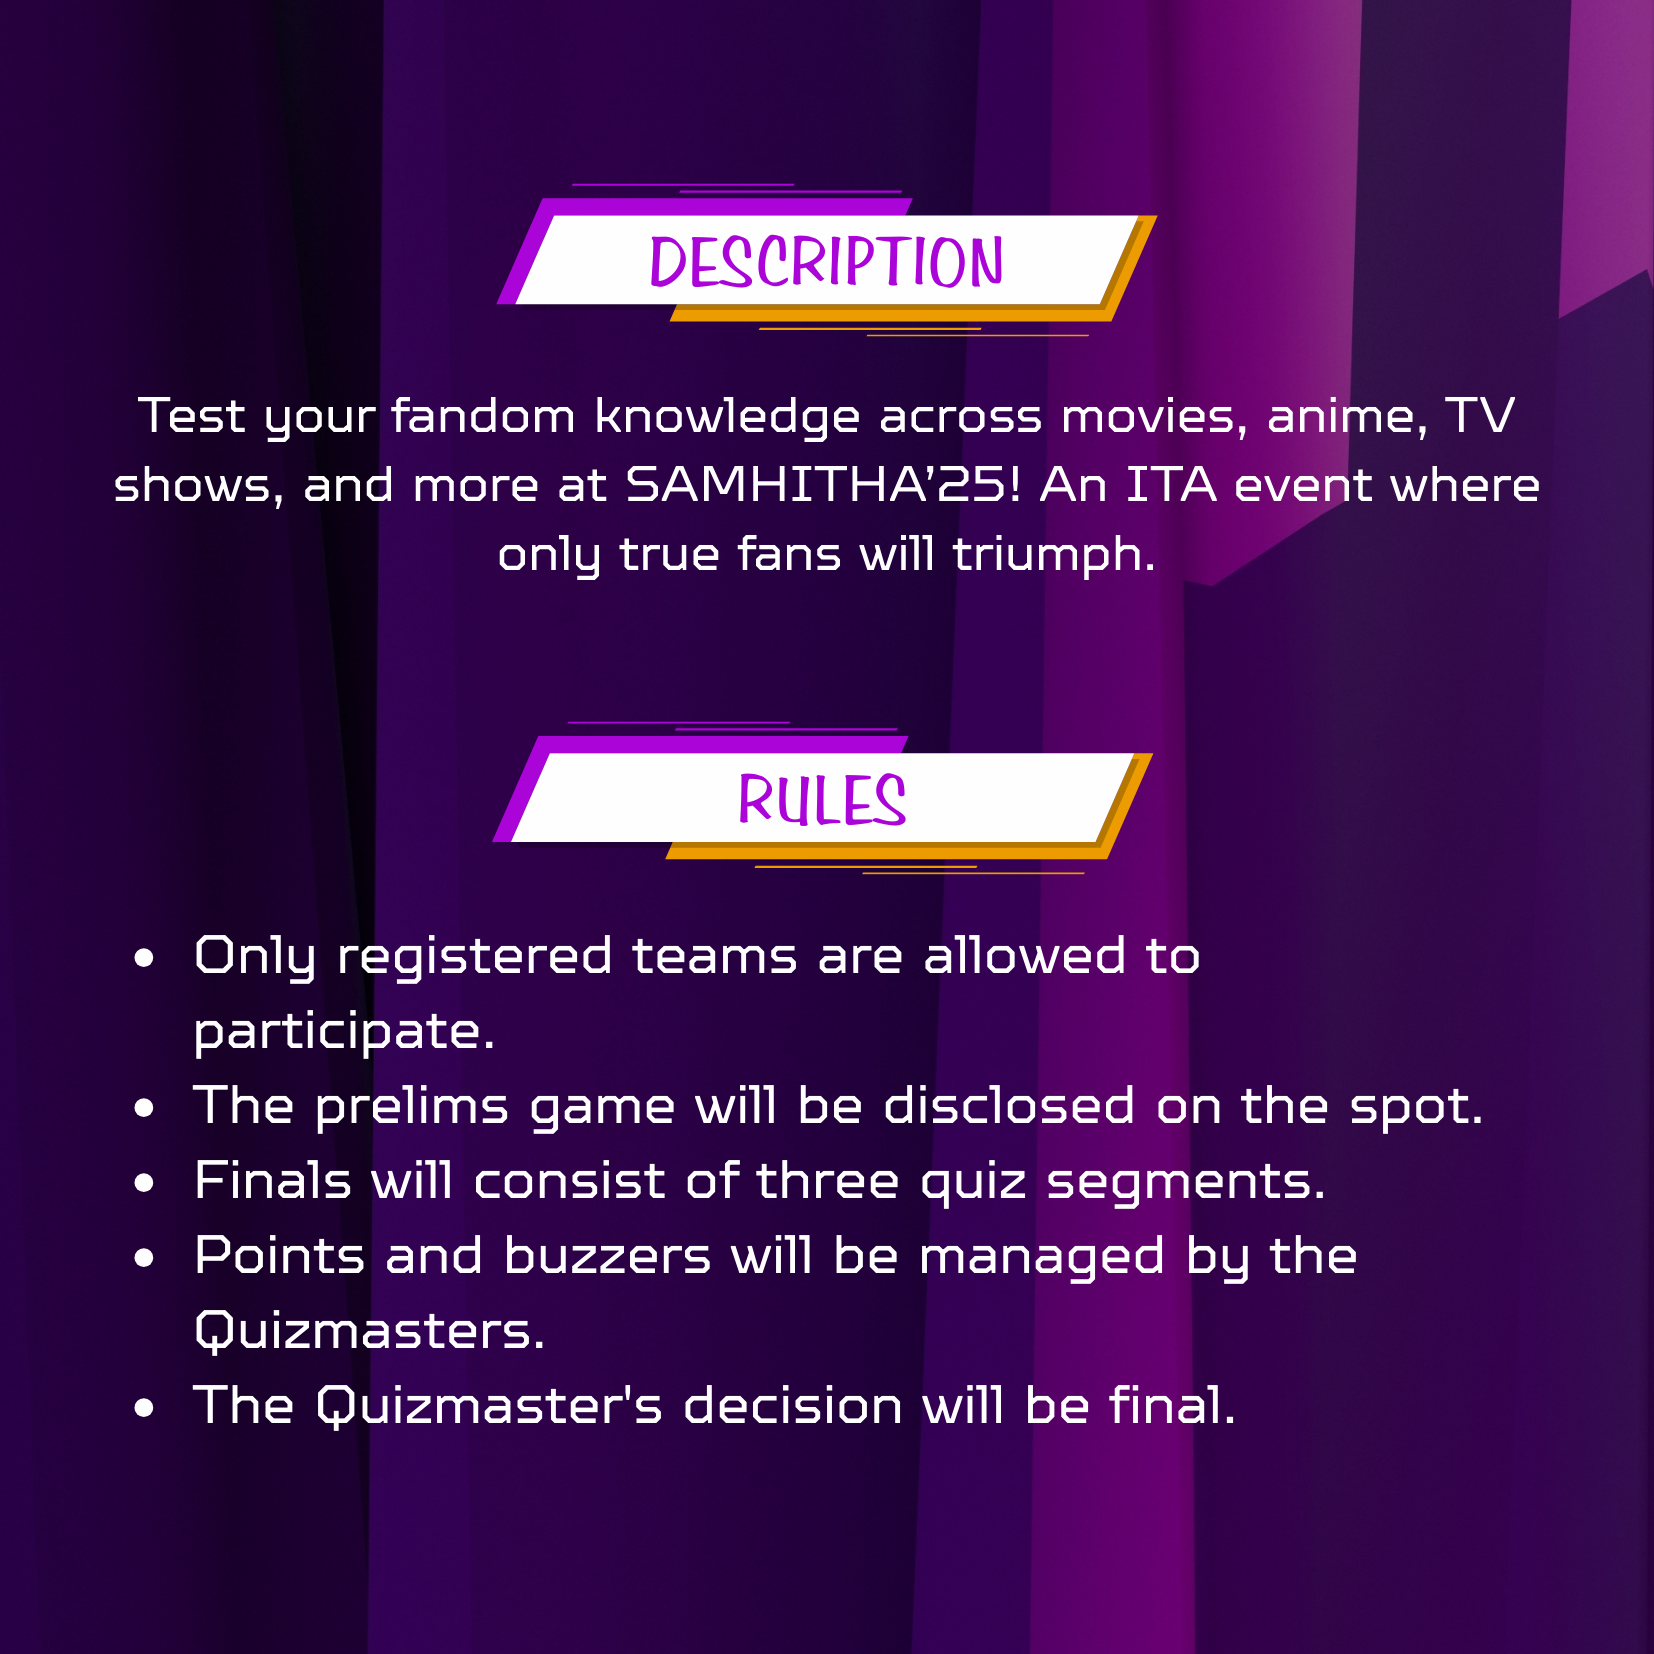 DESCRIPTION
Test your fandom knowledge across movies, anime, TV
shows, and more at SAMHITHA’25! An ITA event where
only true fans will triumph.
RULES
• Only registered teams are allowed to
participate.
• The prelims game will be disclosed on the spot.
• Finals will consist of three quiz segments.
• Points and buzzers will be managed by the
Quizmasters.
• The Quizmaster's decision will be final.